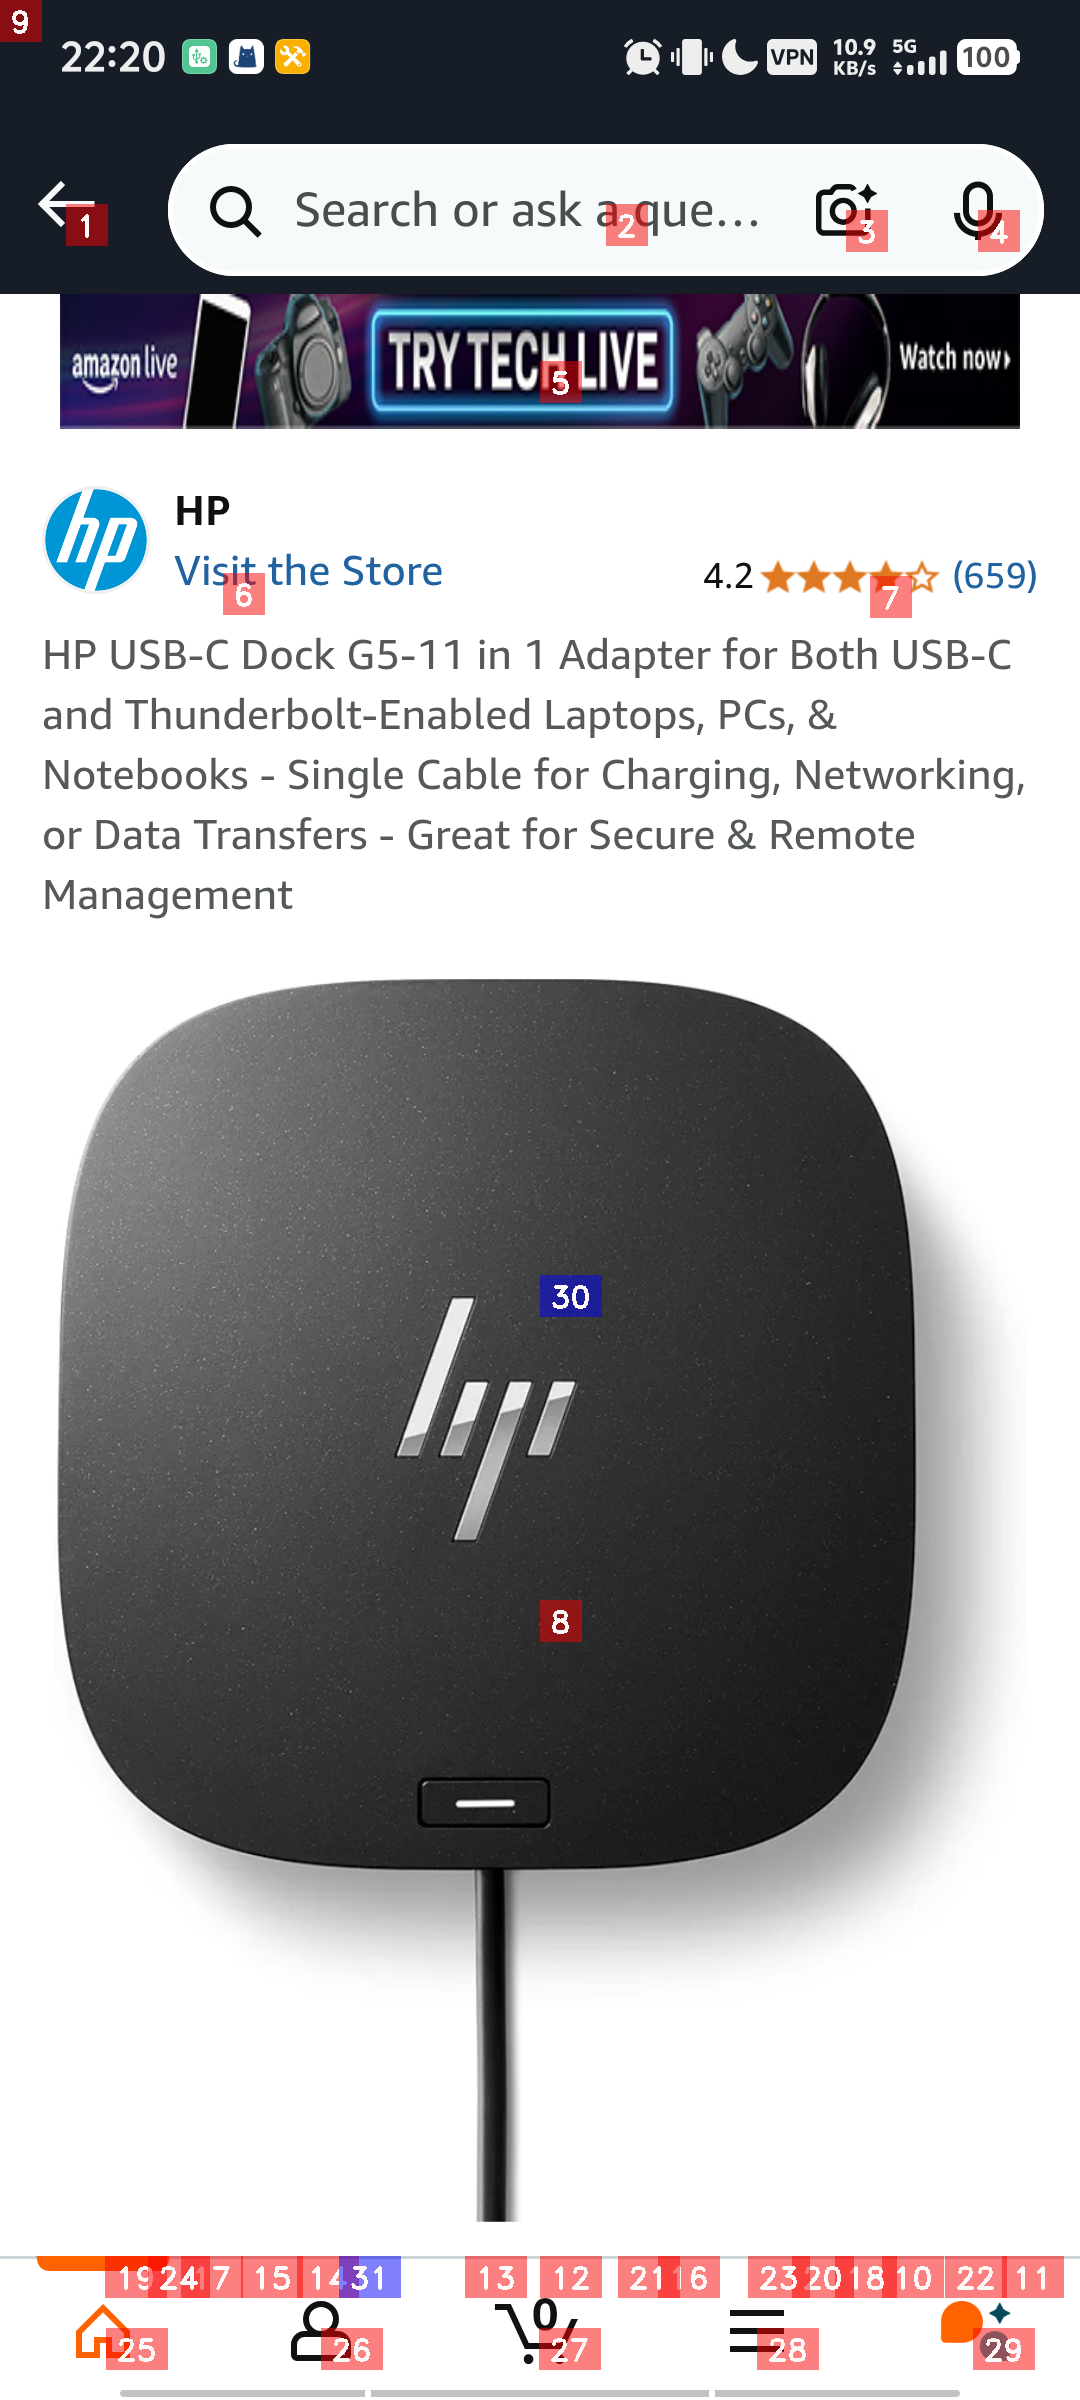 9
22:20
VPN
10.9
KB/s
5G
100
1
Search or ask a que...
2
3
4
amazon live
TRY TECH LIVE
5
Watch now
hp
HP
Visit the Store
6
4.2
7
(659)
HP USB-C Dock G5-11 in 1 Adapter for Both USB-C
and Thunderbolt-Enabled Laptops, PCs, &
Notebooks - Single Cable for Charging, Networking,
or Data Transfers - Great for Secure & Remote
Management
30
hp
8
19 24 17 15 14 31 13 12 21 16 23 20 18 10 22 11
0
25 26 27 28 29